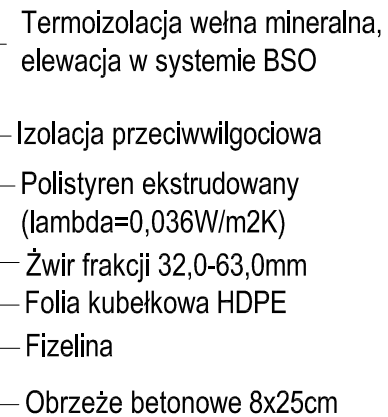 Termoizolacja wełna mineralna,
elewacja w systemie BSO
Izolacja przeciwwilgociowa
Polistyren ekstrudowany
(lambda=0,036W/m2K)
Żwir frakcji 32,0-63,0mm
Folia kubełkowa HDPE
Fizelina
Obrzeże betonowe 8x25cm